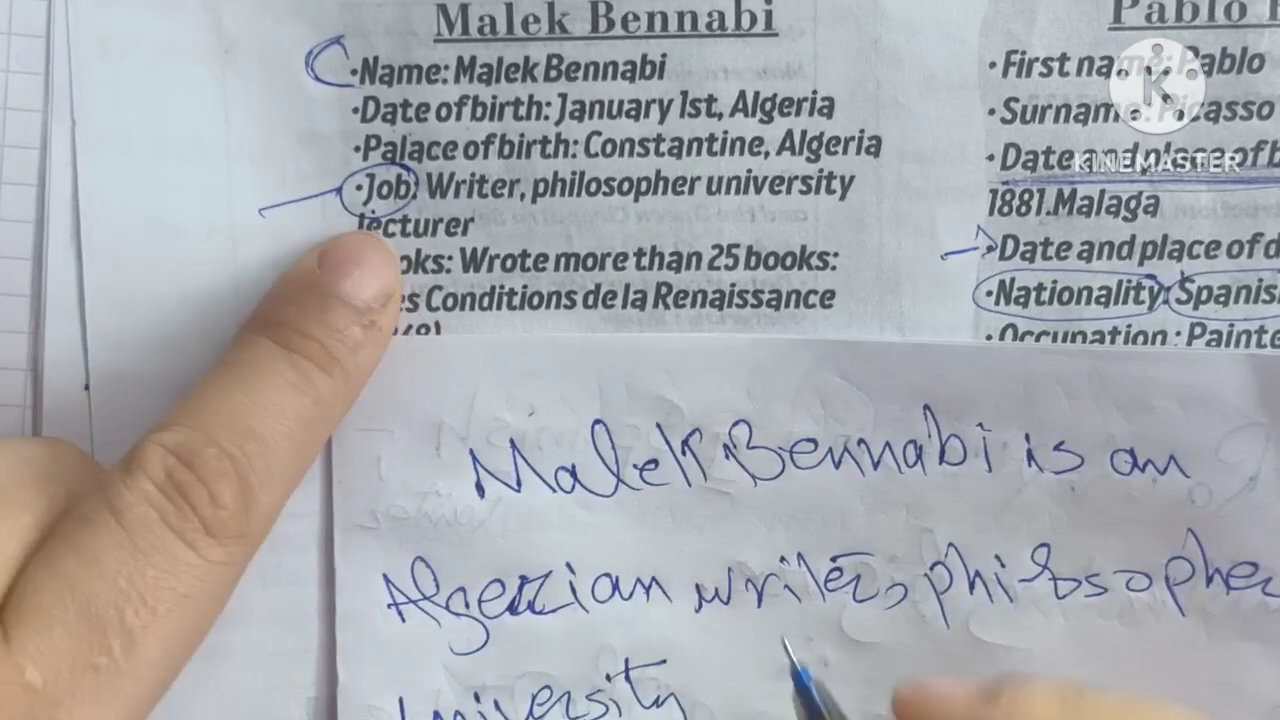 Malek Bennabi
•Name: Malek Bennabi
•Date of birth: January 1st, Algeria
•Palace of birth: Constantine, Algeria
•Job: Writer, philosopher university
lecturer
oks: Wrote more than 25 books:
es Conditions de la Renaissance
Pablo
•First name: Pablo
•Surname: Picasso
•Date and place of b
1881.Malaga
•Date and place of d
•Nationality: Spanis
•Occupation: Painte
KINEMASTER
Malek Bennabi is an
Algerian writer, philosopher
University